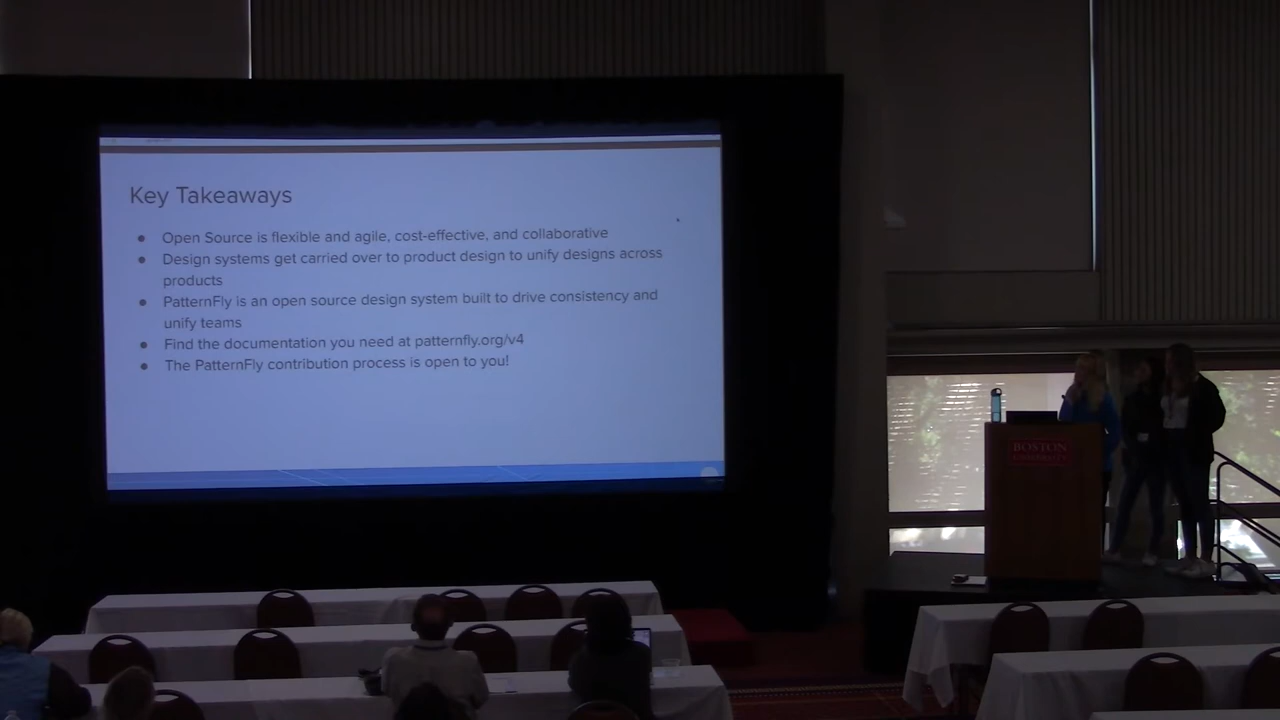 Key Takeaways
● Open Source is flexible and agile, cost-effective, and collaborative
● Design systems get carried over to product design to unify designs across
products
● PatternFly is an open source design system built to drive consistency and
unify teams
● Find the documentation you need at patternfly.org/v4
● The PatternFly contribution process is open to you!
BOSTON
UNIVERSITY